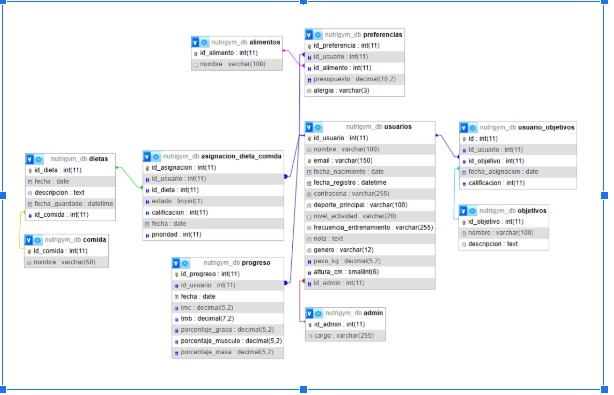 nutrigym_db alimentos
id_alimento : int(11)
nombre : varchar(100)
nutrigym_db preferencias
id_preferencia : int(11)
id_usuario : int(11)
id_alimento : int(11)
presupuesto : decimal(10,2)
alergia : varchar(3)
nutrigym_db dietas
id_dieta : int(11)
fecha : date
descripcion : text
fecha_guardado : datetime
id_comida : int(11)
nutrigym_db asignacion_dieta_comida
id_asignacion : int(11)
id_usuario : int(11)
id_dieta : int(11)
estado : tinyint(1)
calificacion : int(11)
fecha : date
prioridad : int(11)
nutrigym_db usuarios
id_usuario : int(11)
nombre : varchar(100)
email : varchar(150)
fecha_nacimiento : date
fecha_registro : datetime
contrasena : varchar(255)
deporte_principal : varchar(100)
nivel_actividad : varchar(20)
frecuencia_entrenamiento : varchar(255)
nota : text
genero : varchar(12)
peso_kg : decimal(5,2)
altura_cm : smallint(6)
id_admin : int(11)
nutrigym_db usuario_objetivos
id : int(11)
id_usuario : int(11)
id_objetivo : int(11)
fecha_asignacion : date
calificacion : int(11)
nutrigym_db objetivos
id_objetivo : int(11)
nombre : varchar(100)
descripcion : text
nutrigym_db comida
id_comida : int(11)
nombre : varchar(50)
nutrigym_db progreso
id_progreso : int(11)
id_usuario : int(11)
fecha : date
imc : decimal(5,2)
tmb : decimal(7,2)
porcentaje_grasa : decimal(5,2)
porcentaje_musculo : decimal(5,2)
porcentaje_masa : decimal(5,2)
nutrigym_db admin
id_admin : int(11)
cargo : varchar(255)